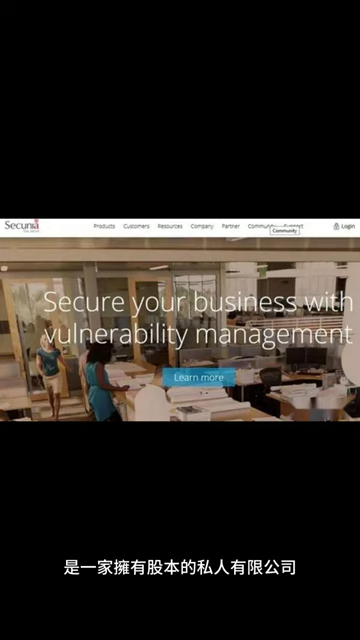 Secunia
Products Customers Resources Company Partner Login
Community
Secure your business with
vulnerability management
Learn more
是一家擁有股本的私人有限公司